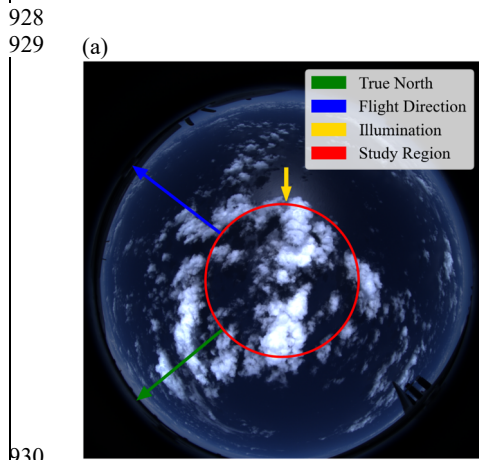 928
929
(a)
True North
Flight Direction
Illumination
Study Region
930